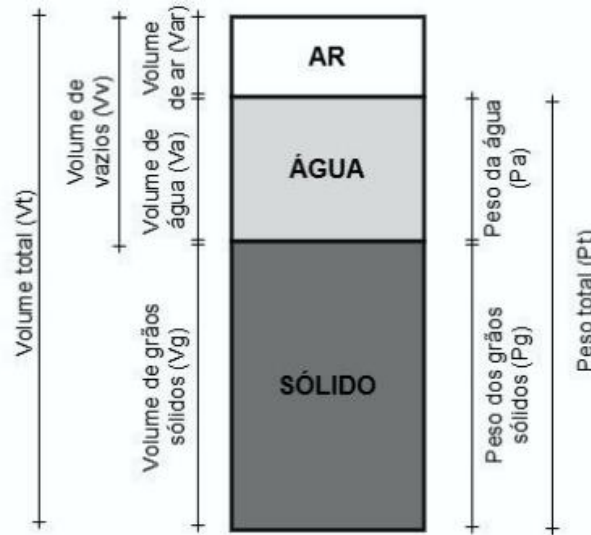 Volume total (Vt)
Volume de
vazios (Vv)
Volume
de ar (Var)
Volume de
água (Va)
Volume de grãos
sólidos (Vg)
AR
ÁGUA
SÓLIDO
Peso da água
(Pa)
Peso dos grãos
sólidos (Pg)
Peso total (Pt)